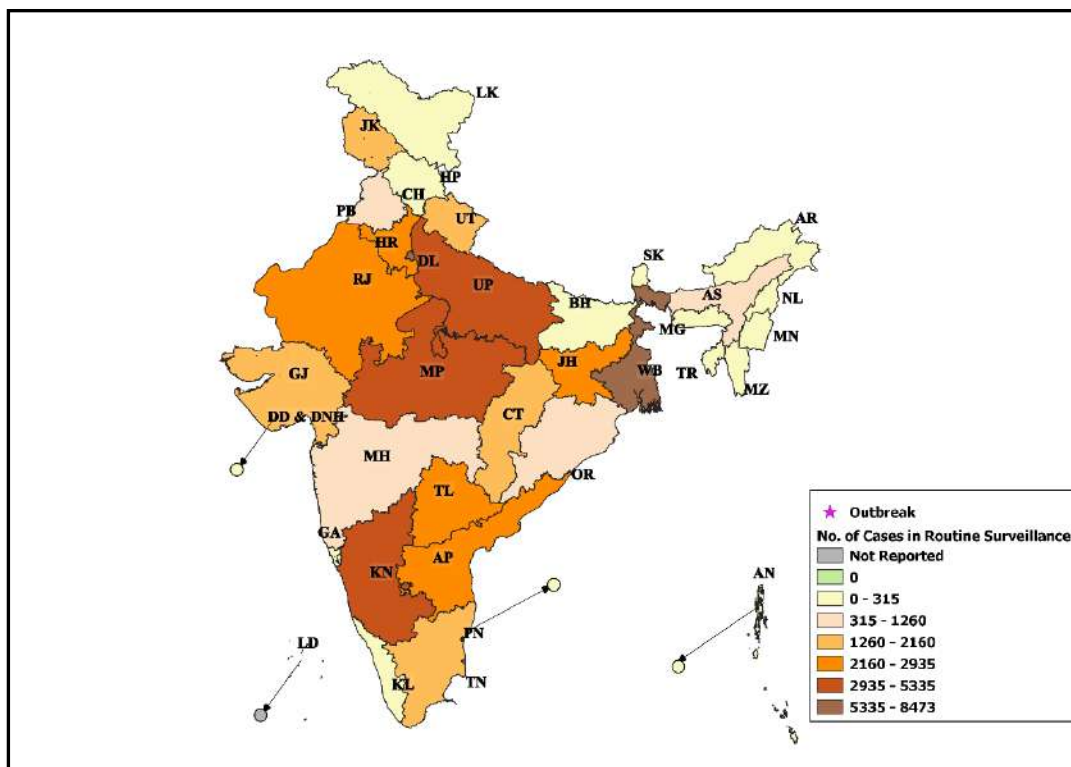 LK
JK
HP
CH
PB
UT
AR
HR
SK
DL
RJ
UP
AS
BH
NL
MG
MN
JH
MP
WB
TR
GJ
MZ
CT
DD & DNH
MH
OR
TL
GA
AP
KN
AN
PN
LD
KL
TN
Outbreak
No. of Cases in Routine Surveillance
Not Reported
0
0 - 315
315 - 1260
1260 - 2160
2160 - 2935
2935 - 5335
5335 - 8473